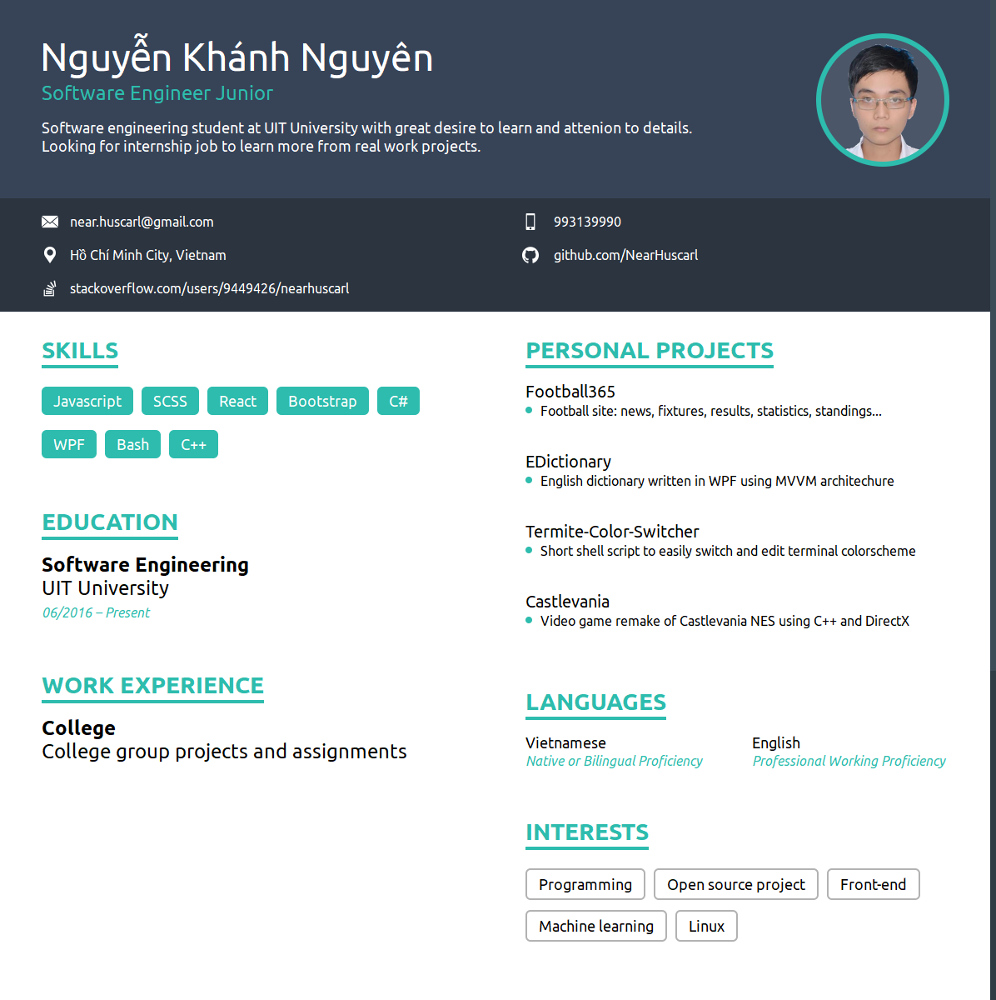 Nguyễn Khánh Nguyên
Software Engineer Junior
Software engineering student at UIT University with great desire to learn and attenion to details.
Looking for internship job to learn more from real work projects.
near.huscarl@gmail.com
993139990
Hồ Chí Minh City, Vietnam
github.com/NearHuscarl
stackoverflow.com/users/9449426/nearhuscarl
SKILLS
Javascript SCSS React Bootstrap C#
WPF Bash C++
EDUCATION
Software Engineering
UIT University
06/2016 – Present
WORK EXPERIENCE
College
College group projects and assignments
PERSONAL PROJECTS
Football365
Football site: news, fixtures, results, statistics, standings...
EDictionary
English dictionary written in WPF using MVVM architechure
Termite-Color-Switcher
Short shell script to easily switch and edit terminal colorscheme
Castlevania
Video game remake of Castlevania NES using C++ and DirectX
LANGUAGES
Vietnamese
Native or Bilingual Proficiency
English
Professional Working Proficiency
INTERESTS
Programming Open source project Front-end
Machine learning Linux